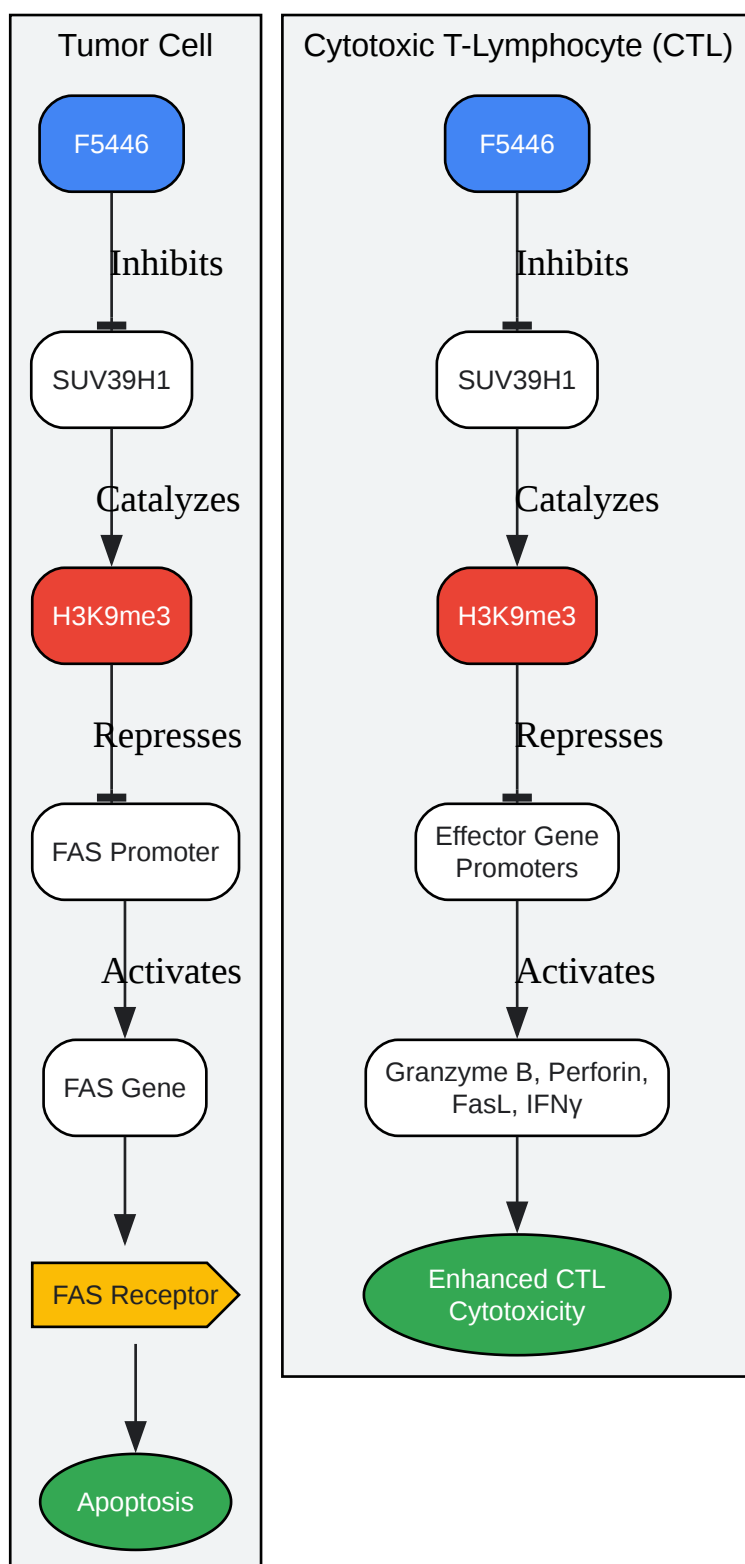 Tumor Cell
F5446
Inhibits
SUV39H1
Catalyzes
H3K9me3
Represses
FAS Promoter
Activates
FAS Gene
FAS Receptor
Apoptosis
Cytotoxic T-Lymphocyte (CTL)
F5446
Inhibits
SUV39H1
Catalyzes
H3K9me3
Represses
Effector Gene
Promoters
Activates
Granzyme B, Perforin,
FasL, IFNγ
Enhanced CTL
Cytotoxicity